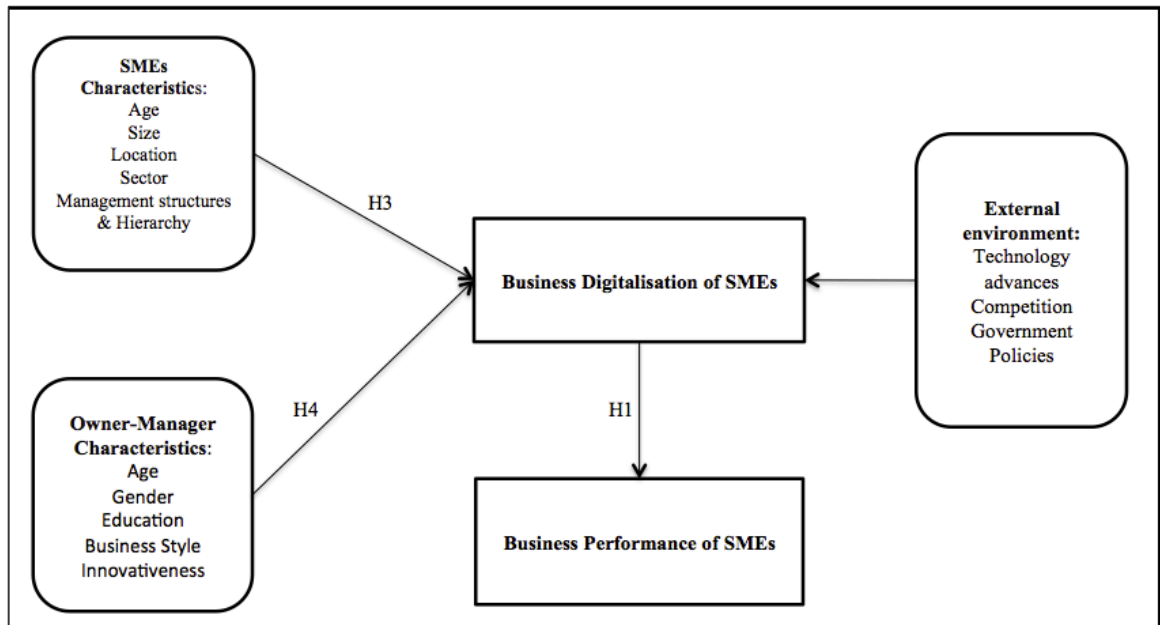 SMEs
Characteristics:
Age
Size
Location
Sector
Management structures
& Hierarchy
H3
Business Digitalisation of SMEs
External
environment:
Technology
advances
Competition
Government
Policies
Owner-Manager
Characteristics:
Age
Gender
Education
Business Style
Innovativeness
H4
H1
Business Performance of SMEs